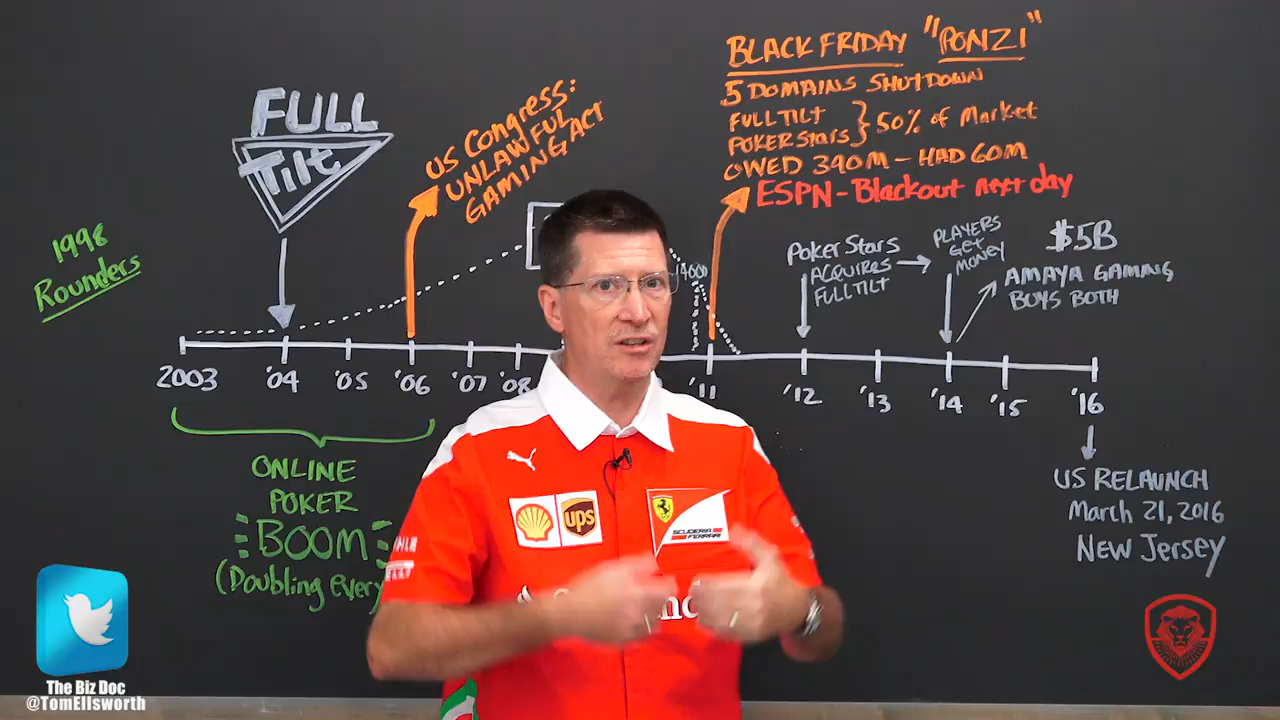 BLACK FRIDAY "PONZI"
5 DOMAINS SHUTDOWN
FULL TILT
POKER STARS
50% of Market
OWED 390M - HAD 60M
ESPN - Blackout next day
FULL
Tilt
US Congress:
UNLAWFUL
GAMING ACT
1998
Rounders
Poker Stars
ACQUIRES
FULL TILT
PLAYERS
Get
MONEY
$5B
AMAYA GAMING
BUYS BOTH
2003 '04 '05 '06 '07 '08 '11 '12 '13 '14 '15 '16
ONLINE
POKER
BOOM
(Doubling every
US RELAUNCH
March 21, 2016
New Jersey
ups
SCUDERIA
FERRARI
The Biz Doc
@TomEllsworth